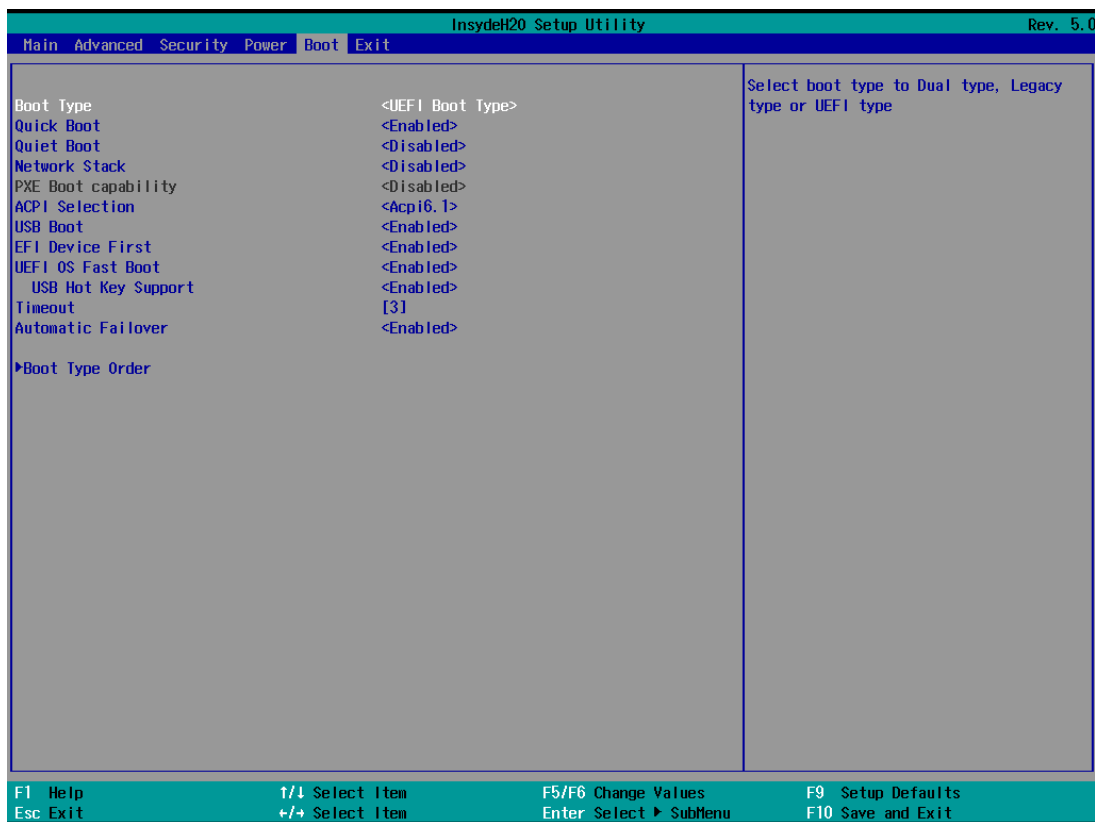 InsydeH20 Setup Utility Rev. 5.0
Main Advanced Security Power Boot Exit
Boot Type <UEFI Boot Type>
Quick Boot <Enabled>
Quiet Boot <Disabled>
Network Stack <Disabled>
PXE Boot capability <Disabled>
ACPI Selection <Acpi6.1>
USB Boot <Enabled>
EFI Device First <Enabled>
UEFI OS Fast Boot <Enabled>
USB Hot Key Support <Enabled>
Timeout [3]
Automatic Failover <Enabled>
▶Boot Type Order
Select boot type to Dual type, Legacy
type or UEFI type
F1 Help ↑/↓ Select Item F5/F6 Change Values F9 Setup Defaults
Esc Exit ←/→ Select Item Enter Select ▶ SubMenu F10 Save and Exit